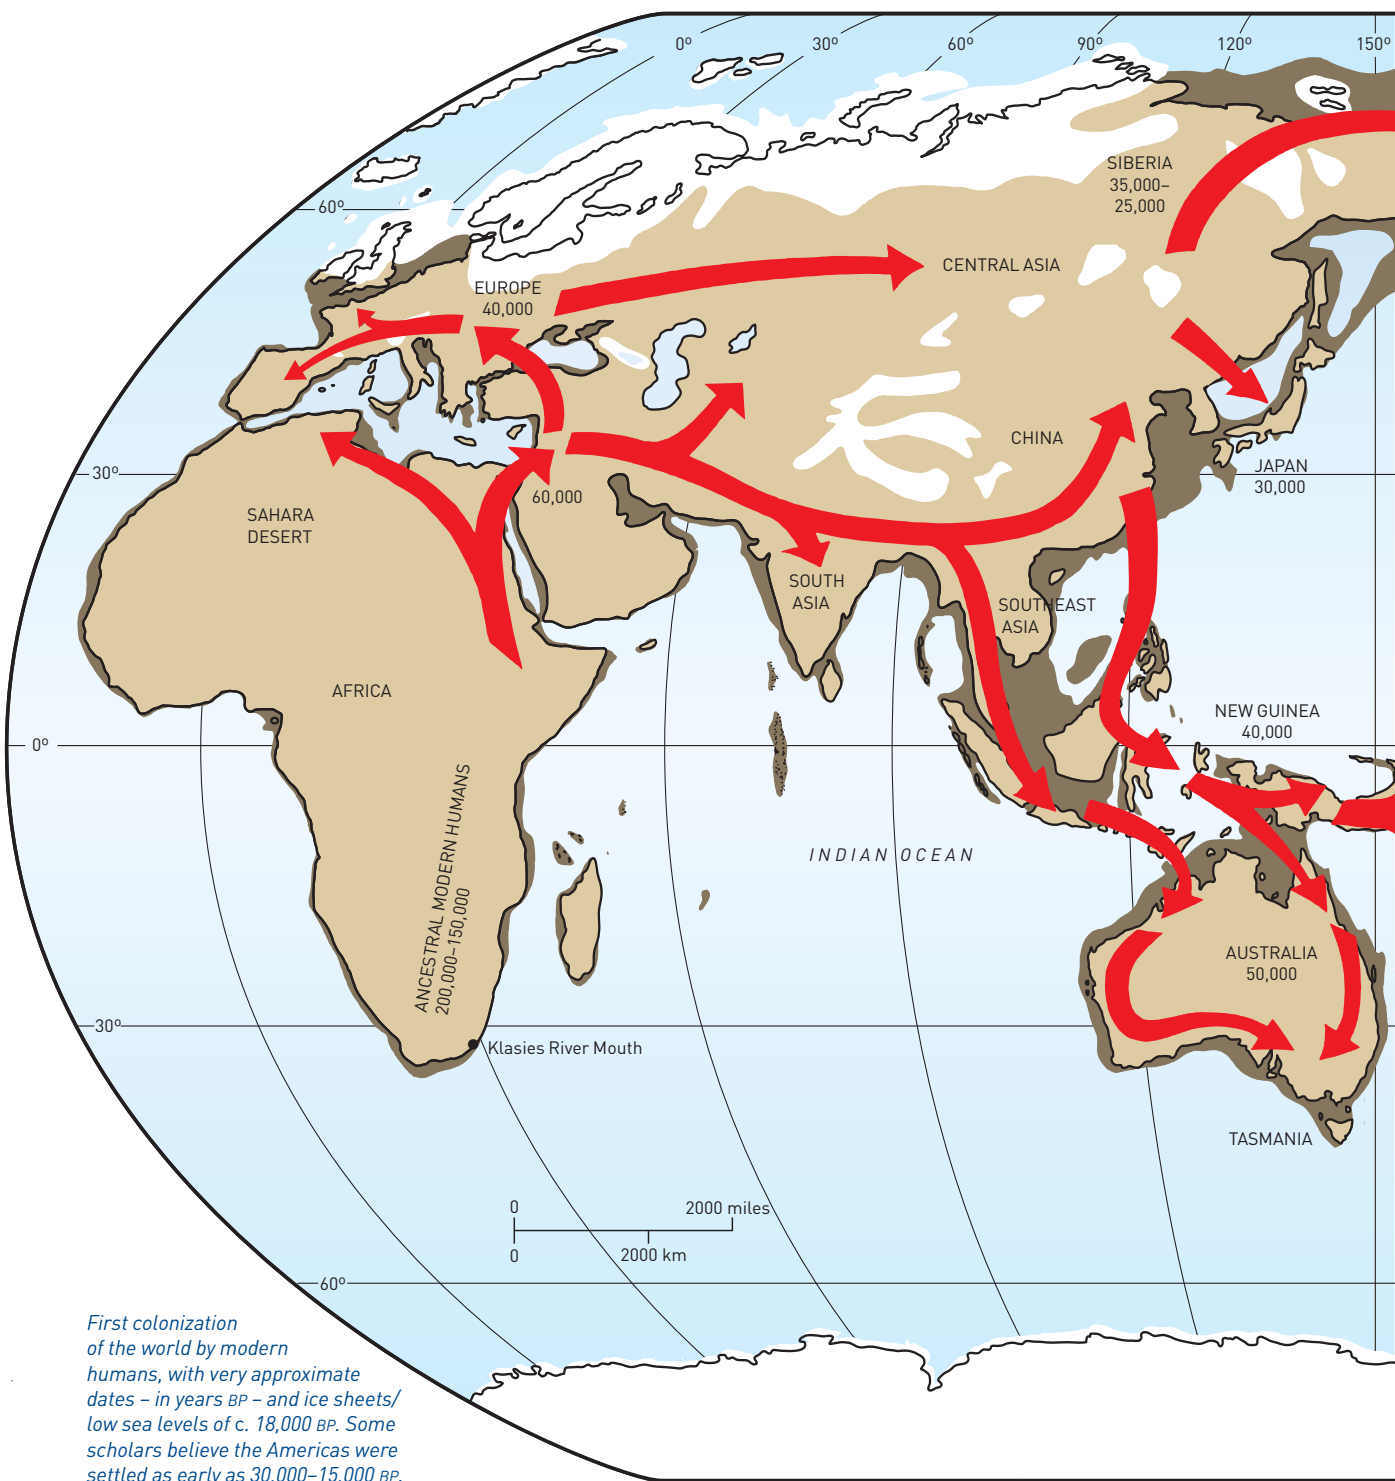 0º
30º
60º
90º
120º
150º
SIBERIA
35,000–
25,000
60º
CENTRAL ASIA
EUROPE
40,000
CHINA
30º
JAPAN
30,000
60,000
SAHARA
DESERT
SOUTH
ASIA
SOUTHEAST
ASIA
AFRICA
NEW GUINEA
40,000
0º
ANCESTRAL MODERN HUMANS
200,000–150,000
INDIAN OCEAN
AUSTRALIA
50,000
30º
Klasies River Mouth
TASMANIA
0
2000 miles
0
2000 km
60º
First colonization
of the world by modern
humans, with very approximate
dates – in years BP – and ice sheets/
low sea levels of c. 18,000 BP. Some
scholars believe the Americas were
settled as early as 30,000–15,000 BP.